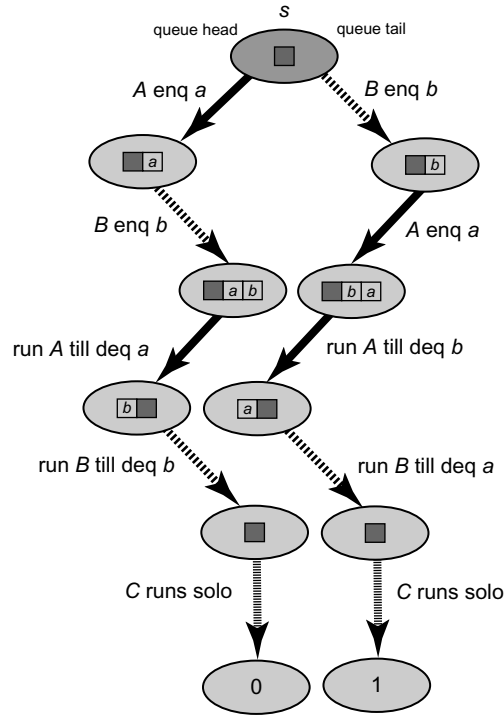 s
queue head
queue tail
A enq a
B enq b
a
b
B enq b
A enq a
a b
b a
run A till deq a
run A till deq b
b
a
run B till deq b
run B till deq a
C runs solo
C runs solo
0
1